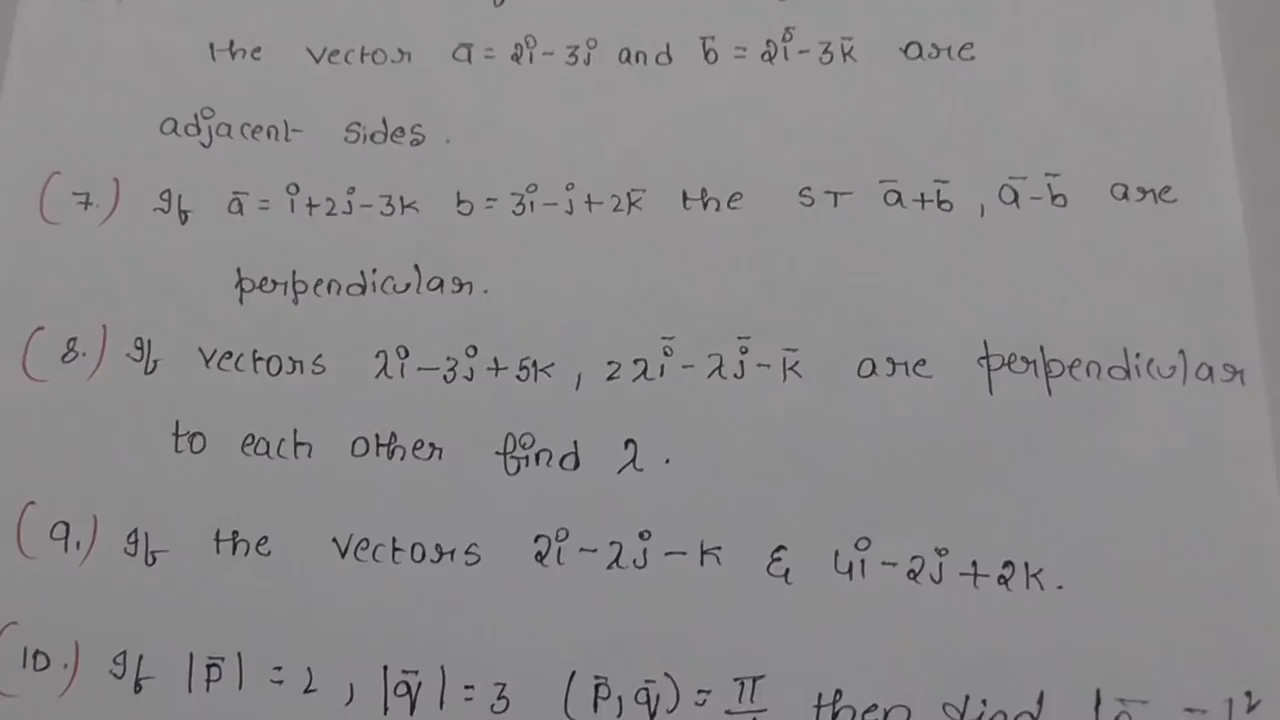 the vector ā = 2i - 3j and b̄ = 2i - 3k̄ are
adjacent sides.
(7.) If ā = i+2j-3k b = 3i-j+2k̄ the ST ā+b̄, ā-b̄ are
perpendicular.
(8.) If vectors λi-3j+5k, 2λī-λj̄-k̄ are perpendicular
to each other find λ.
(9.) If the vectors 2i-λj-k & 4i-2j+2k.
(10.) If |p̄| = 2, |q̄| = 3 (p̄,q̄) = π then find